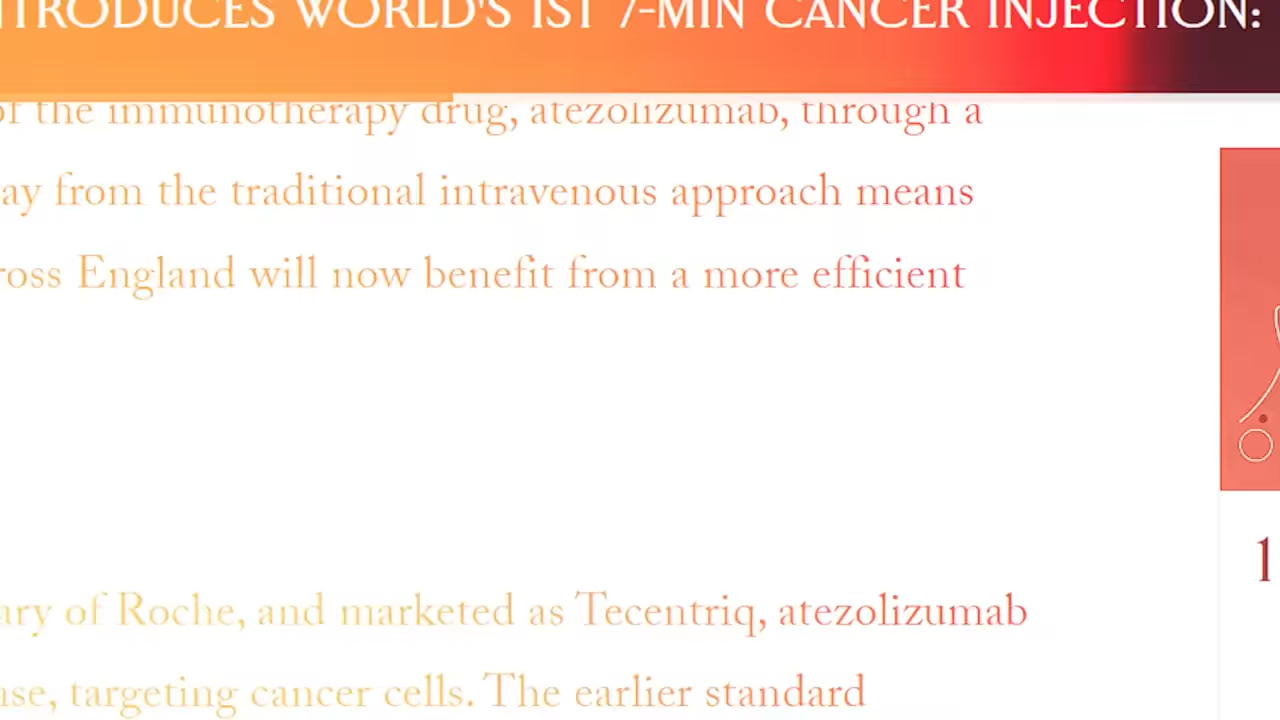 NTRODUCES WORLD'S 1ST 7-MIN CANCER INJECTION:
of the immunotherapy drug, atezolizumab, through a
ay from the traditional intravenous approach means
ross England will now benefit from a more efficient
1
ary of Roche, and marketed as Tecentriq, atezolizumab
nse, targeting cancer cells. The earlier standard